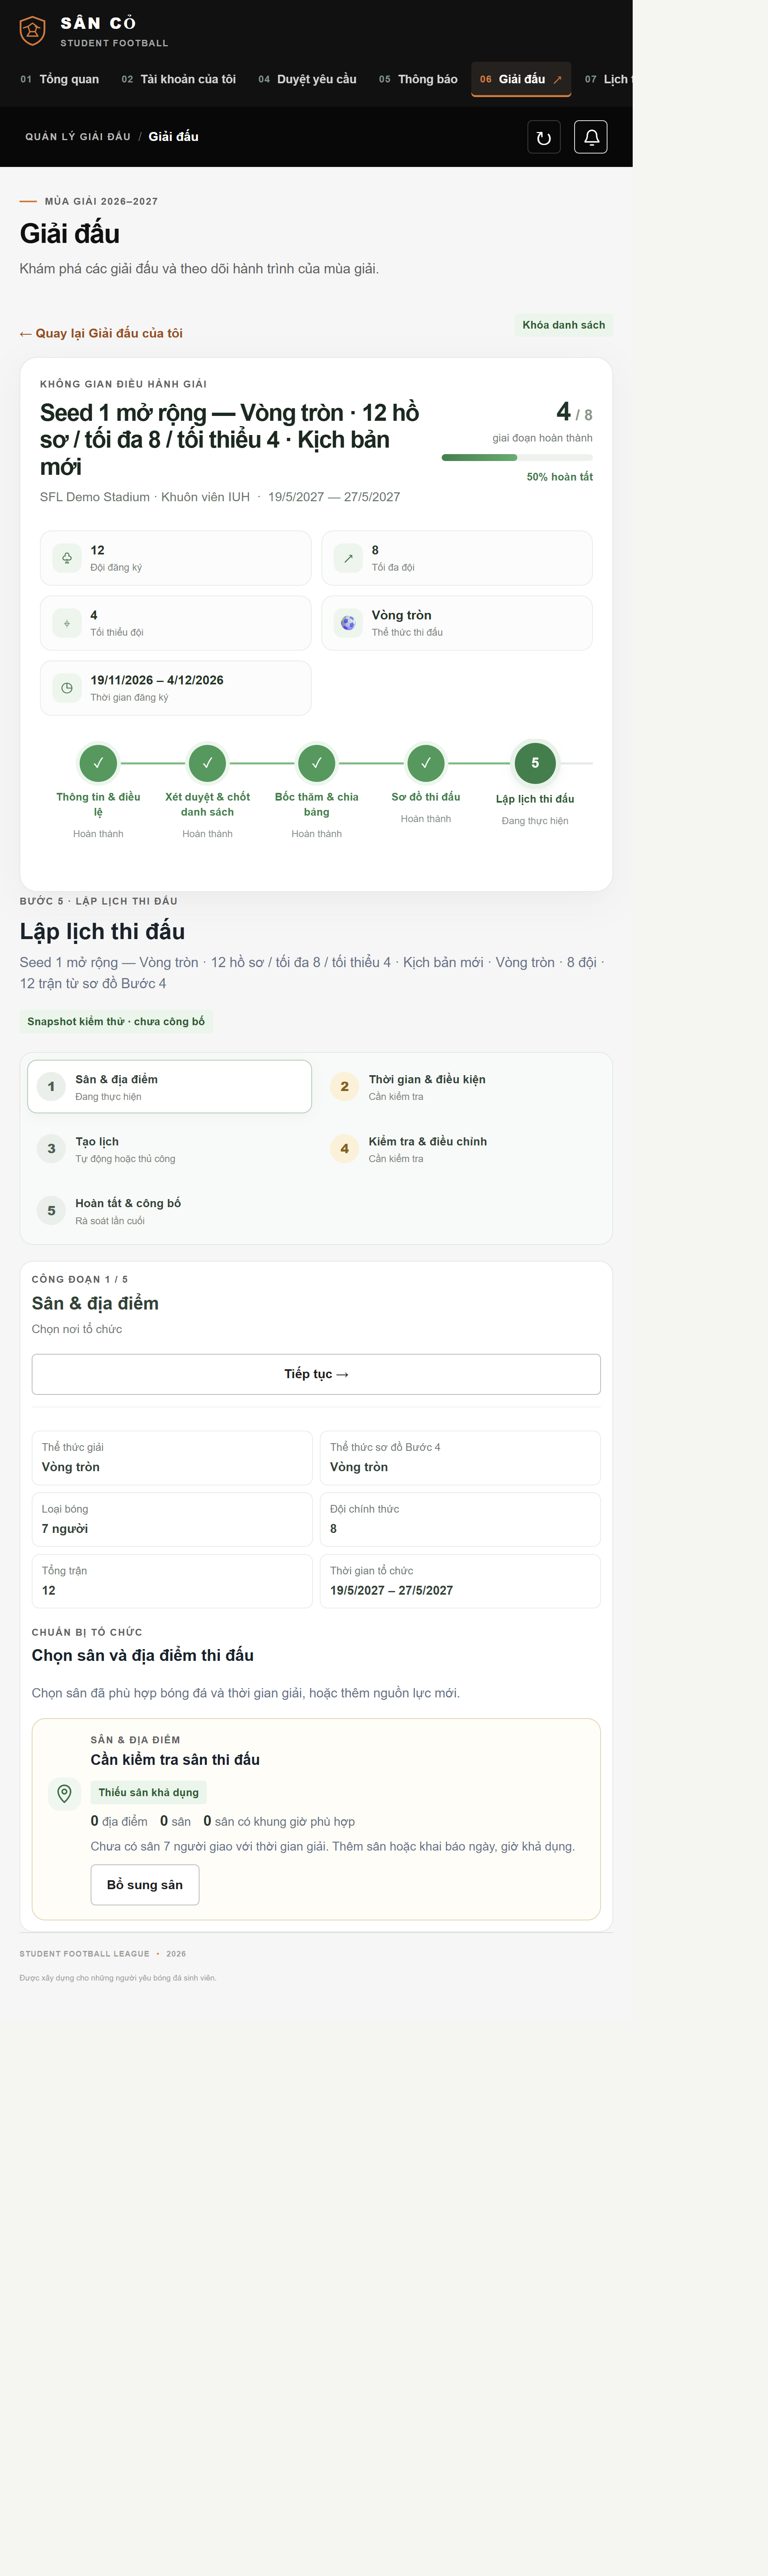 SÂN CỎ
STUDENT FOOTBALL
01 Tổng quan 02 Tài khoản của tôi 04 Duyệt yêu cầu 05 Thông báo 06 Giải đấu ↗ 07 Lịch
QUẢN LÝ GIẢI ĐẤU / Giải đấu
MÙA GIẢI 2026–2027
Giải đấu
Khám phá các giải đấu và theo dõi hành trình của mùa giải.
Khóa danh sách
← Quay lại Giải đấu của tôi
KHÔNG GIAN ĐIỀU HÀNH GIẢI
Seed 1 mở rộng — Vòng tròn · 12 hồ
sơ / tối đa 8 / tối thiểu 4 · Kịch bản
mới
SFL Demo Stadium · Khuôn viên IUH · 19/5/2027 — 27/5/2027
4 / 8
giai đoạn hoàn thành
50% hoàn tất
12
Đội đăng ký
8
Tối đa đội
4
Tối thiểu đội
Vòng tròn
Thể thức thi đấu
19/11/2026 – 4/12/2026
Thời gian đăng ký
✓ ✓ ✓ ✓ 5
Thông tin & điều
lệ
Hoàn thành
Xét duyệt & chốt
danh sách
Hoàn thành
Bốc thăm & chia
bảng
Hoàn thành
Sơ đồ thi đấu
Hoàn thành
Lập lịch thi đấu
Đang thực hiện
BƯỚC 5 · LẬP LỊCH THI ĐẤU
Lập lịch thi đấu
Seed 1 mở rộng — Vòng tròn · 12 hồ sơ / tối đa 8 / tối thiểu 4 · Kịch bản mới · Vòng tròn · 8 đội ·
12 trận từ sơ đồ Bước 4
Snapshot kiểm thử · chưa công bố
1 Sân & địa điểm
Đang thực hiện
2 Thời gian & điều kiện
Cần kiểm tra
3 Tạo lịch
Tự động hoặc thủ công
4 Kiểm tra & điều chỉnh
Cần kiểm tra
5 Hoàn tất & công bố
Rà soát lần cuối
CÔNG ĐOẠN 1 / 5
Sân & địa điểm
Chọn nơi tổ chức
Tiếp tục →
Thể thức giải
Vòng tròn
Thể thức sơ đồ Bước 4
Vòng tròn
Loại bóng
7 người
Đội chính thức
8
Tổng trận
12
Thời gian tổ chức
19/5/2027 – 27/5/2027
CHUẨN BỊ TỔ CHỨC
Chọn sân và địa điểm thi đấu
Chọn sân đã phù hợp bóng đá và thời gian giải, hoặc thêm nguồn lực mới.
SÂN & ĐỊA ĐIỂM
Cần kiểm tra sân thi đấu
Thiếu sân khả dụng
0 địa điểm 0 sân 0 sân có khung giờ phù hợp
Chưa có sân 7 người giao với thời gian giải. Thêm sân hoặc khai báo ngày, giờ khả dụng.
Bổ sung sân
STUDENT FOOTBALL LEAGUE • 2026
Được xây dựng cho những người yêu bóng đá sinh viên.